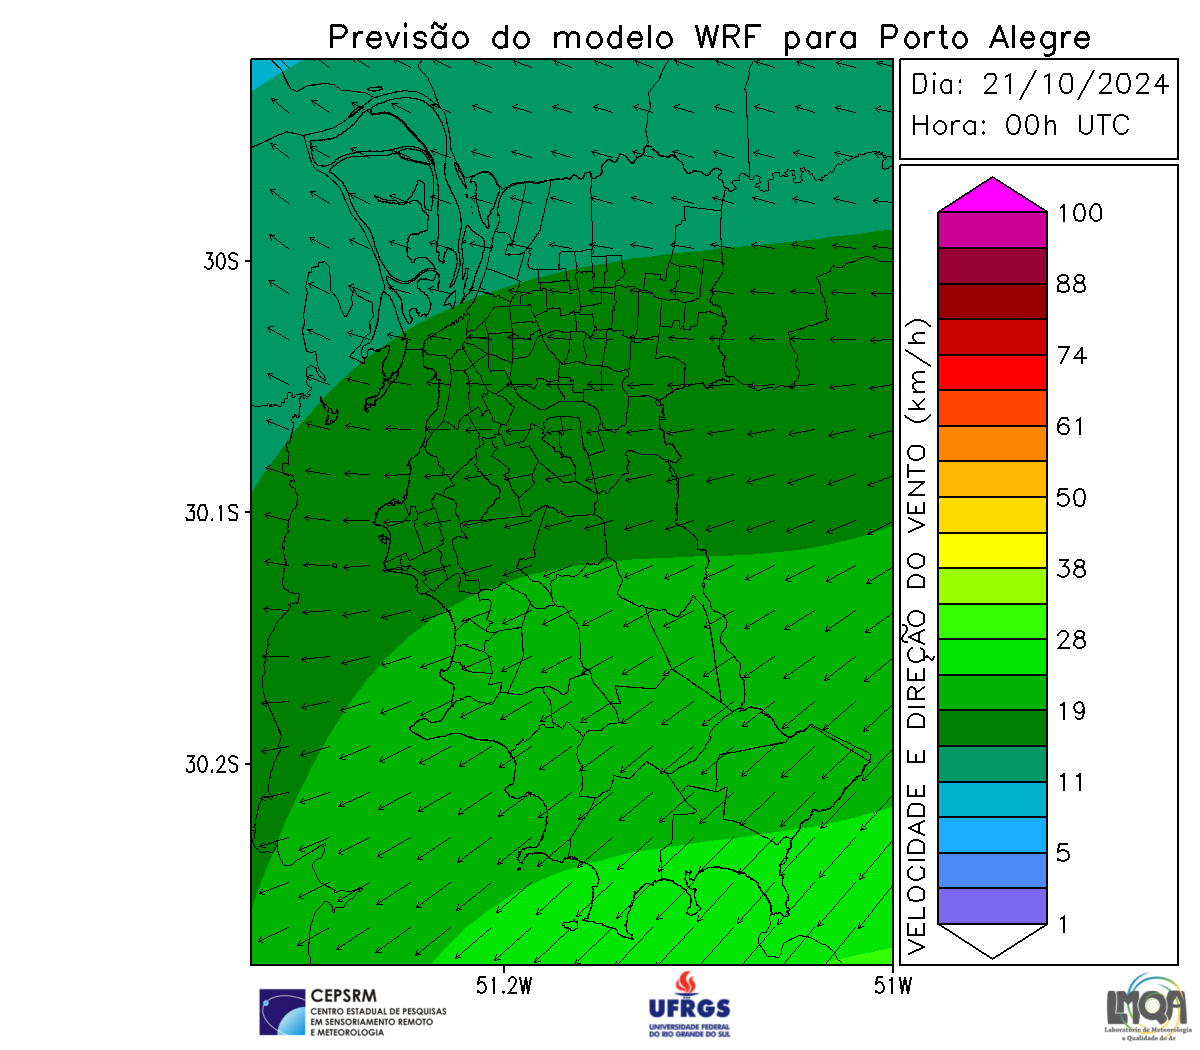 Previsão do modelo WRF para Porto Alegre
Dia: 21/10/2024
Hora: 00h UTC
100
88
74
61
50
38
28
19
11
5
1
VELOCIDADE E DIREÇÃO DO VENTO (km/h)
30S
30.1S
30.2S
51.2W
51W
CEPSRM
CENTRO ESTADUAL DE PESQUISAS
EM SENSORIAMENTO REMOTO
E METEOROLOGIA
UFRGS
UNIVERSIDADE FEDERAL
DO RIO GRANDE DO SUL
LMQA
Laboratório de Meteorologia
e Qualidade do Ar